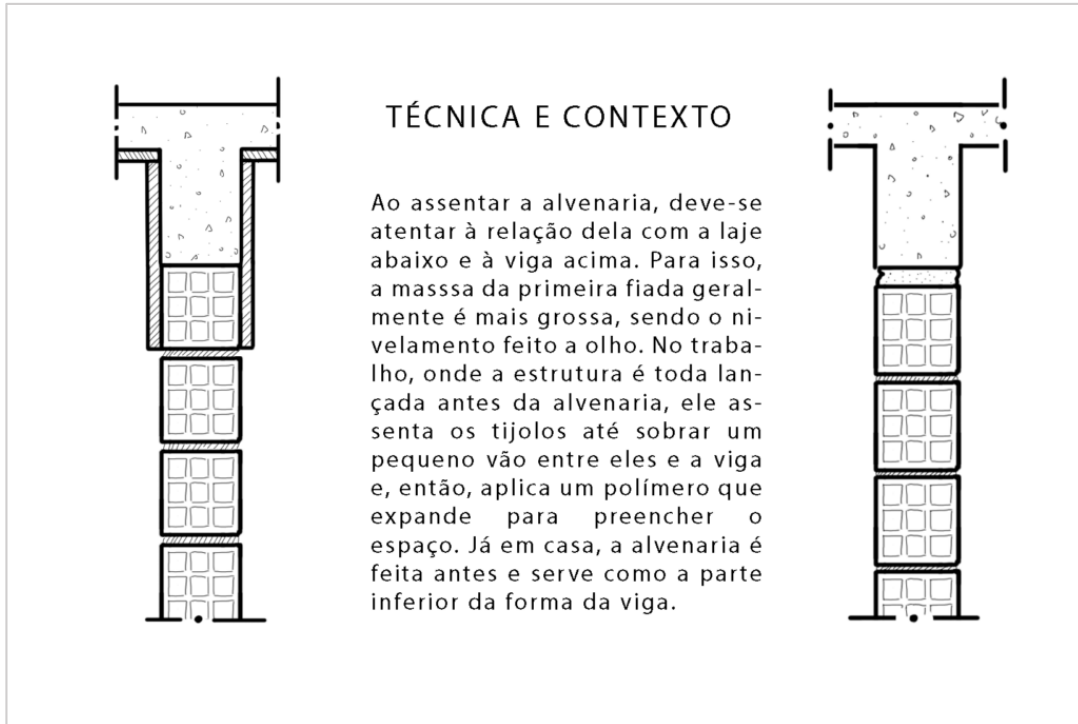 TÉCNICA E CONTEXTO
Ao assentar a alvenaria, deve-se
atentar à relação dela com a laje
abaixo e à viga acima. Para isso,
a masssa da primeira fiada geral-
mente é mais grossa, sendo o ni-
velamento feito a olho. No traba-
lho, onde a estrutura é toda lan-
çada antes da alvenaria, ele as-
senta os tijolos até sobrar um
pequeno vão entre eles e a viga
e, então, aplica um polímero que
expande para preencher o
espaço. Já em casa, a alvenaria é
feita antes e serve como a parte
inferior da forma da viga.